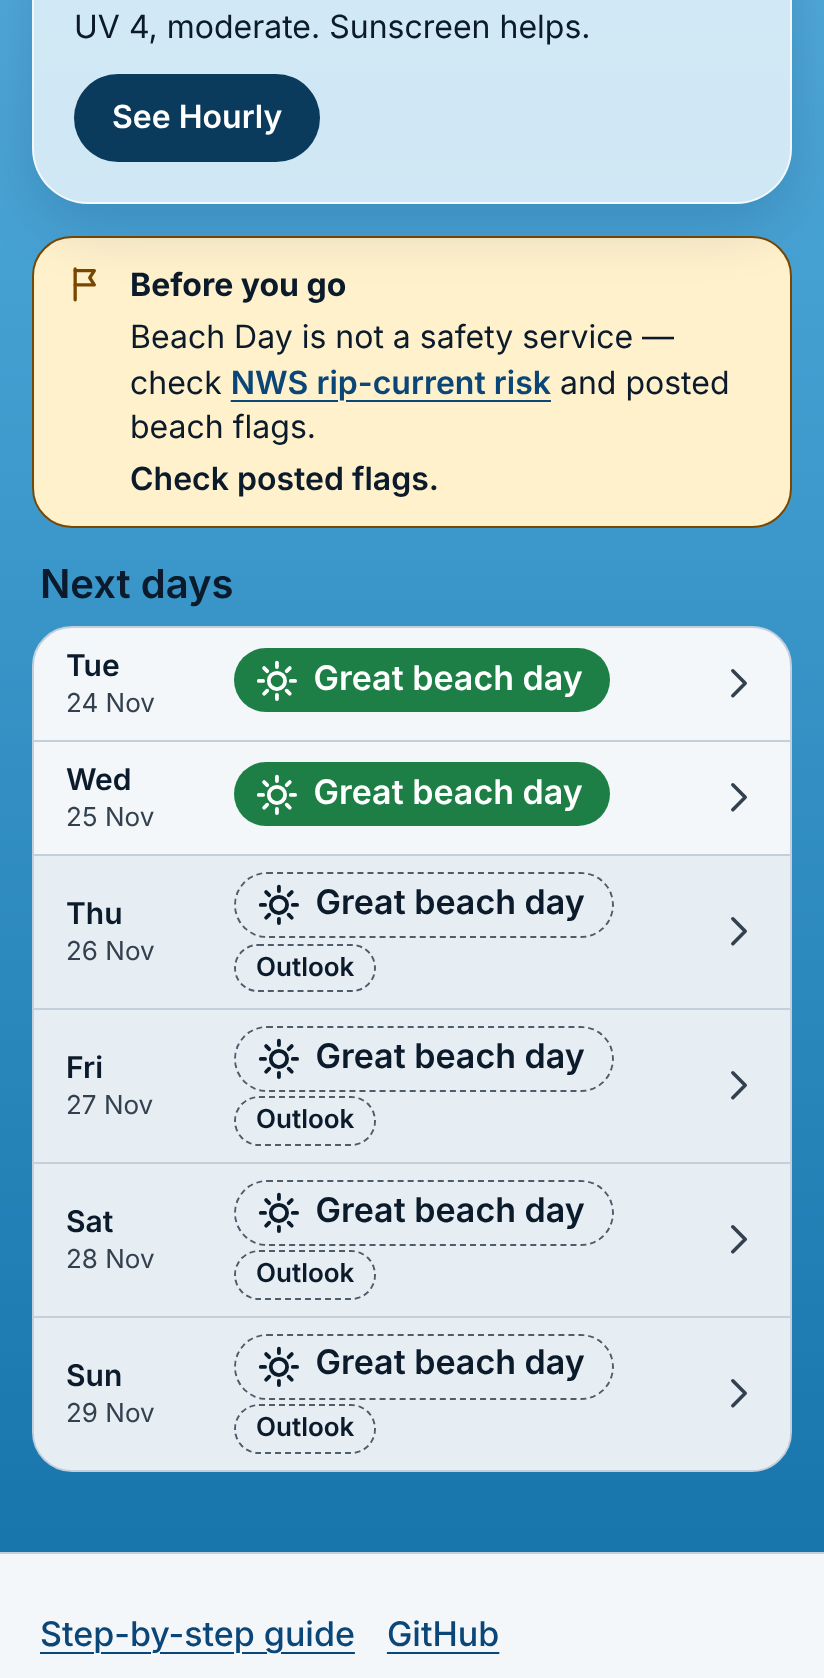 UV 4, moderate. Sunscreen helps.
See Hourly
Before you go
Beach Day is not a safety service —
check NWS rip-current risk and posted
beach flags.
Check posted flags.
Next days
Tue
24 Nov
Great beach day
Wed
25 Nov
Great beach day
Thu
26 Nov
Great beach day
Outlook
Fri
27 Nov
Great beach day
Outlook
Sat
28 Nov
Great beach day
Outlook
Sun
29 Nov
Great beach day
Outlook
Step-by-step guide GitHub